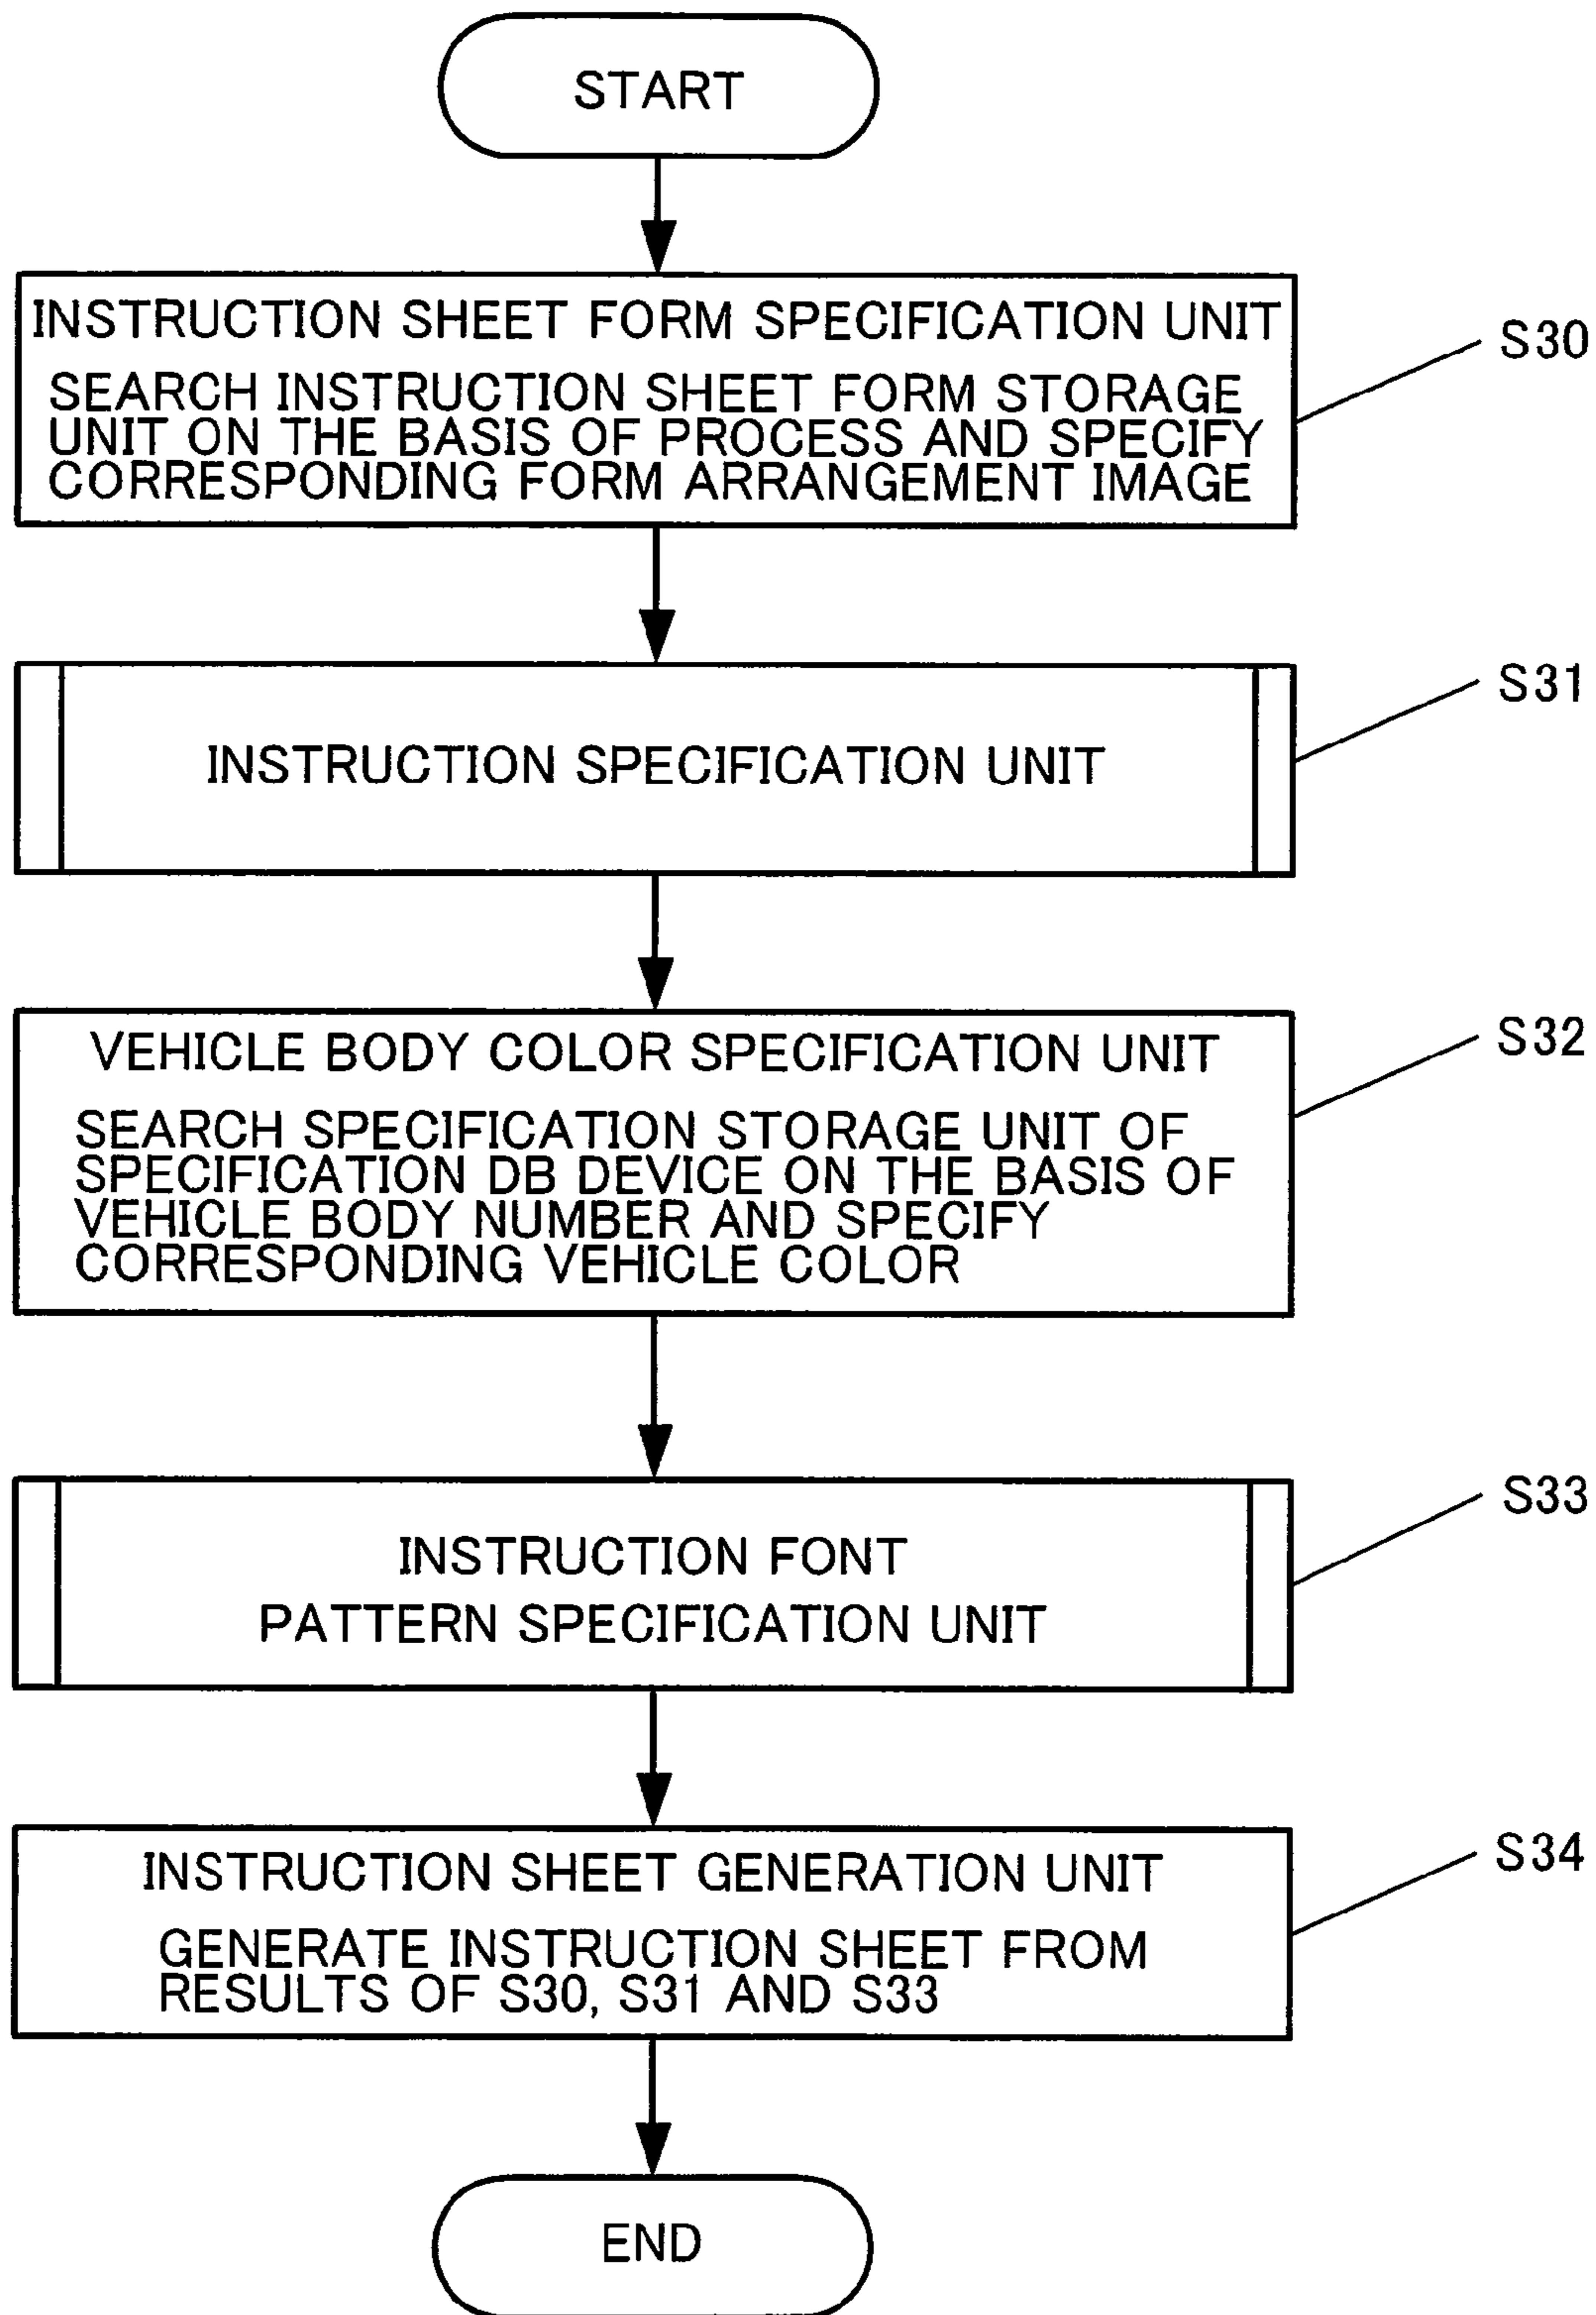 START
INSTRUCTION SHEET FORM SPECIFICATION UNIT
SEARCH INSTRUCTION SHEET FORM STORAGE
UNIT ON THE BASIS OF PROCESS AND SPECIFY
CORRESPONDING FORM ARRANGEMENT IMAGE
S30
INSTRUCTION SPECIFICATION UNIT
S31
VEHICLE BODY COLOR SPECIFICATION UNIT
SEARCH SPECIFICATION STORAGE UNIT OF
SPECIFICATION DB DEVICE ON THE BASIS OF
VEHICLE BODY NUMBER AND SPECIFY
CORRESPONDING VEHICLE COLOR
S32
INSTRUCTION FONT
PATTERN SPECIFICATION UNIT
S33
INSTRUCTION SHEET GENERATION UNIT
GENERATE INSTRUCTION SHEET FROM
RESULTS OF S30, S31 AND S33
S34
END